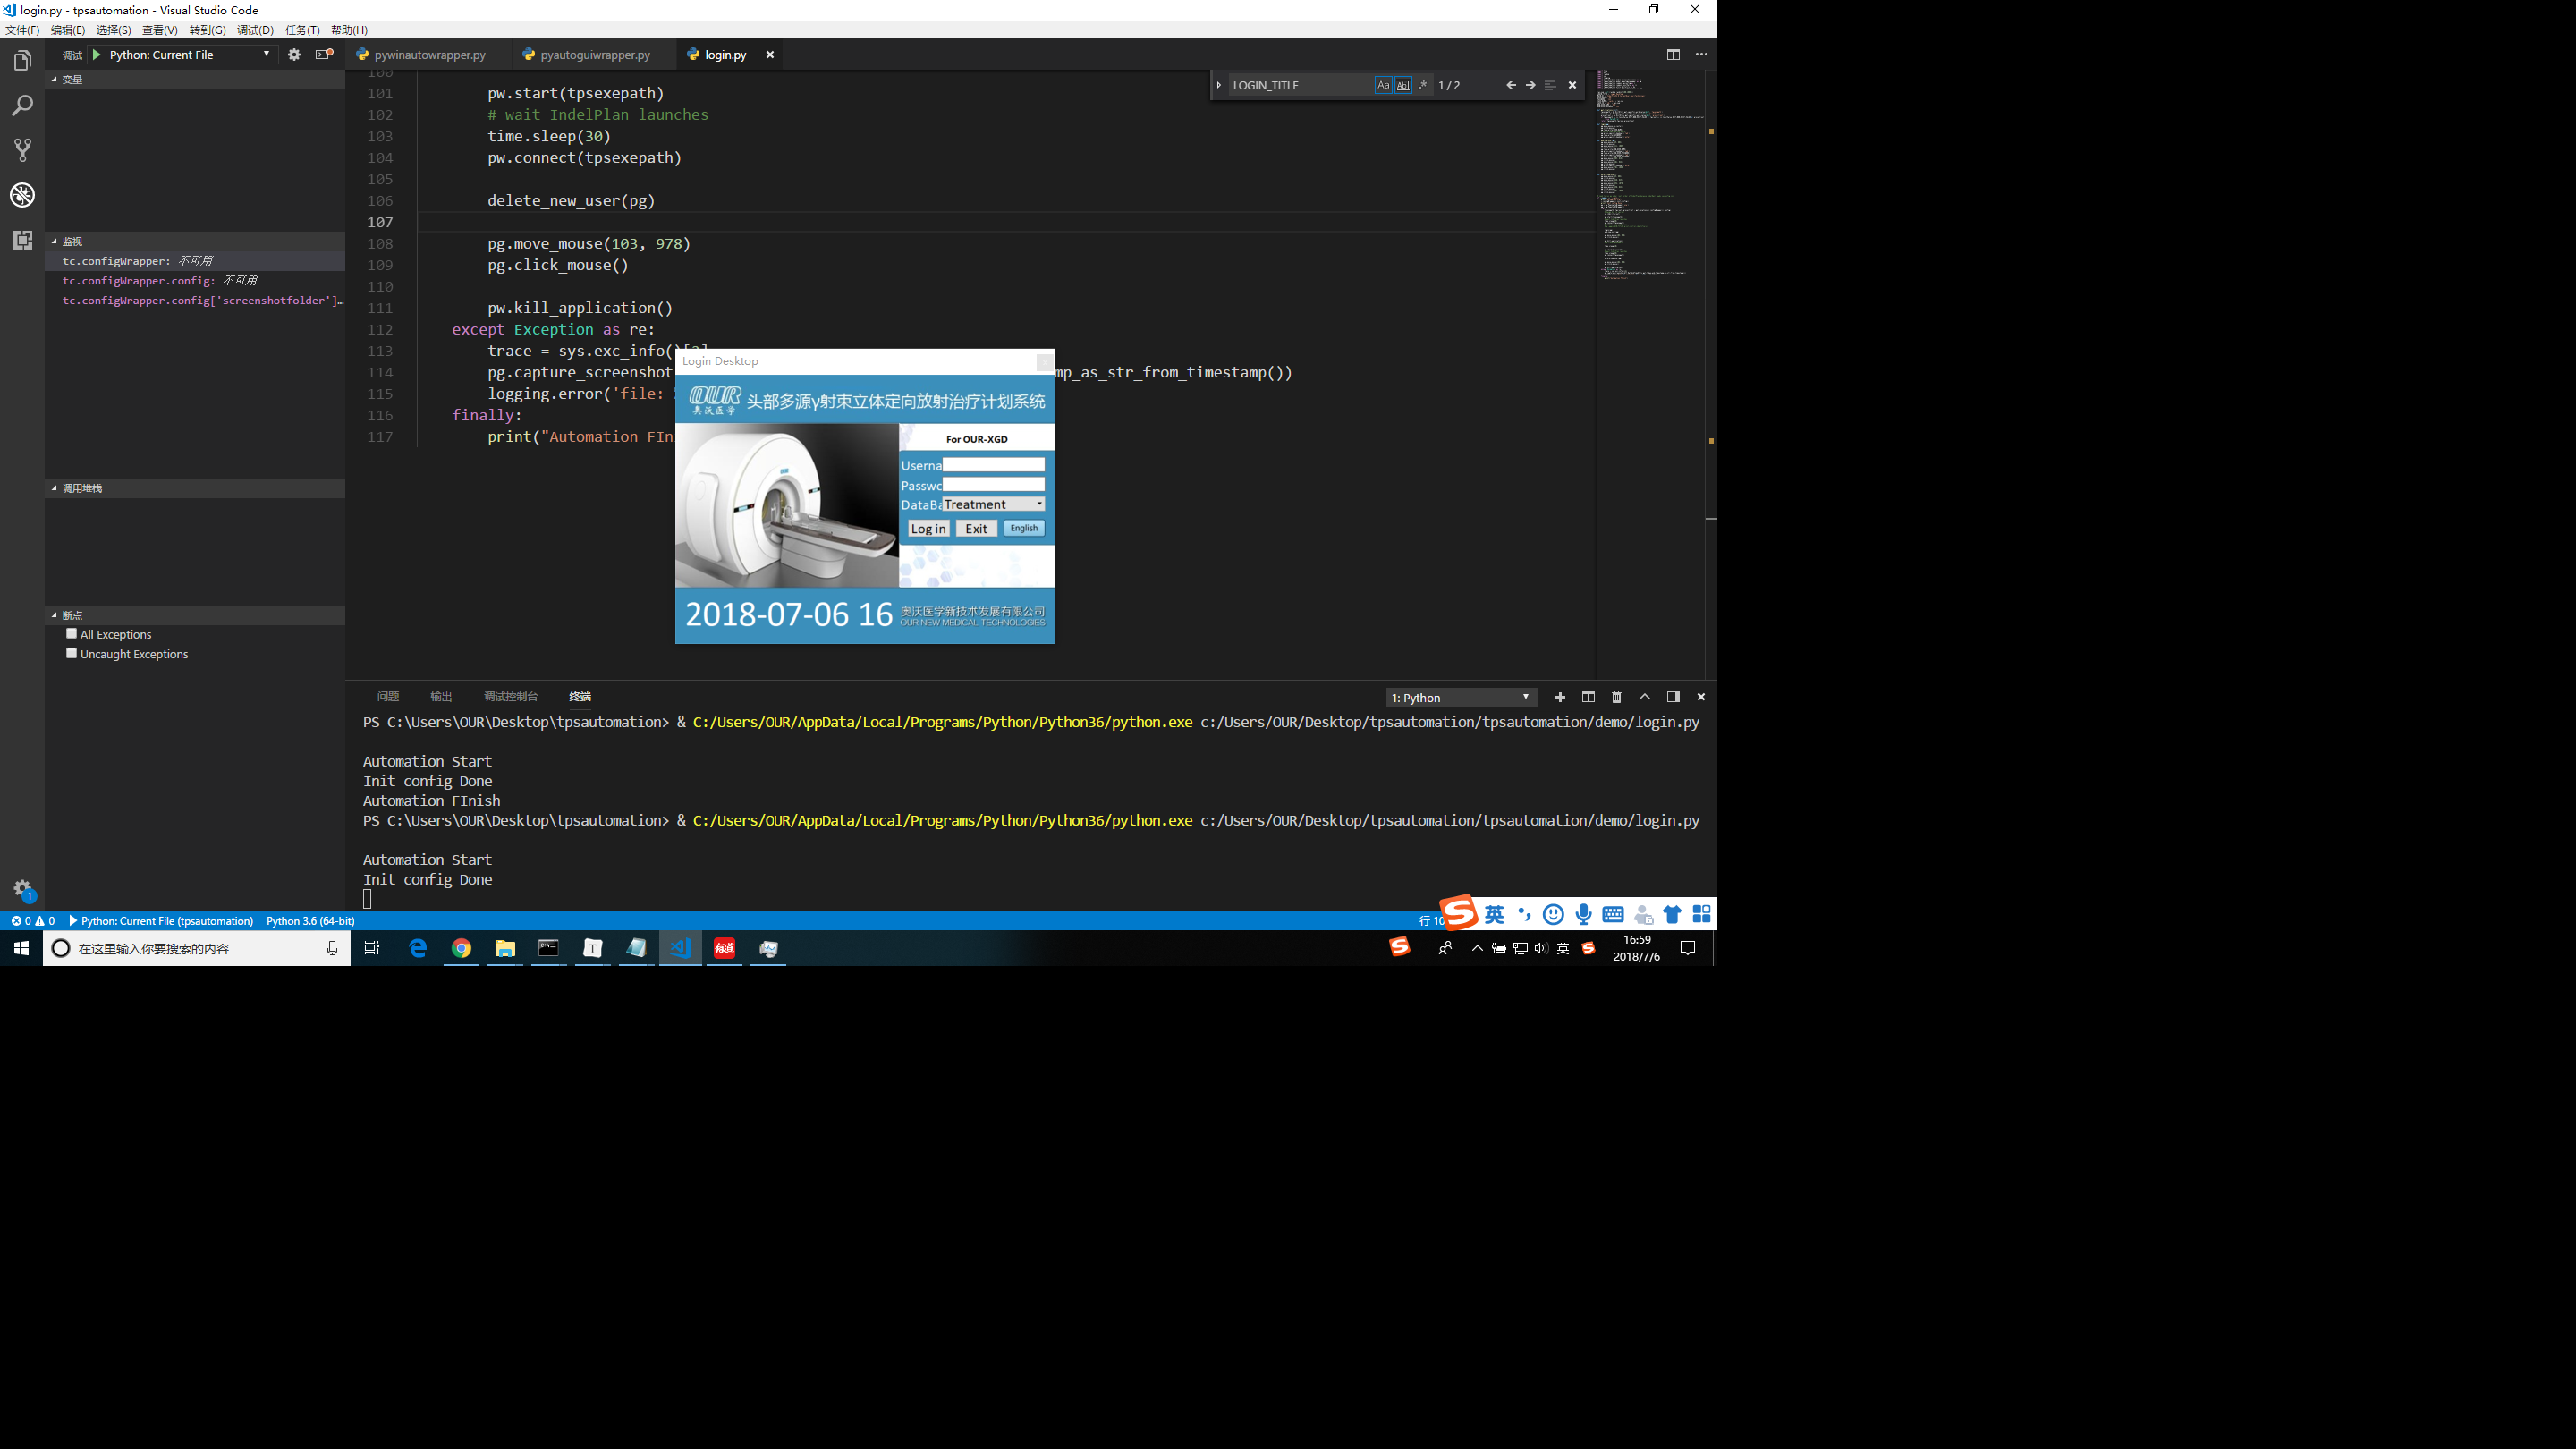 login.py - tpsautomation - Visual Studio Code
文件(F) 编辑(E) 选择(S) 查看(V) 转到(G) 调试(D) 任务(T) 帮助(H)
调试 Python: Current File
pywinautowrapper.py pyautoguiwrapper.py login.py
变量
LOGIN_TITLE Aa Abl .* 1 / 2
100
101 pw.start(tpsexepath)
102 # wait IndelPlan launches
103 time.sleep(30)
104 pw.connect(tpsexepath)
105
106 delete_new_user(pg)
107
108 pg.move_mouse(103, 978)
109 pg.click_mouse()
110
111 pw.kill_application()
112 except Exception as re:
113 trace = sys.exc_info()[2]
114 pg.capture_screenshot mp_as_str_from_timestamp())
115 logging.error('file:
116 finally:
117 print("Automation FIn
监视
tc.configWrapper: 不可用
tc.configWrapper.config: 不可用
tc.configWrapper.config['screenshotfolder']…
调用堆栈
断点
All Exceptions
Uncaught Exceptions
Login Desktop
OUR
奥沃医学
头部多源γ射束立体定向放射治疗计划系统
For OUR-XGD
Userna
Passwo
DataBa Treatment
Log in Exit English
2018-07-06 16
奥沃医学新技术发展有限公司
OUR NEW MEDICAL TECHNOLOGIES
问题 输出 调试控制台 终端 1: Python
PS C:\Users\OUR\Desktop\tpsautomation> & C:/Users/OUR/AppData/Local/Programs/Python/Python36/python.exe c:/Users/OUR/Desktop/tpsautomation/tpsautomation/demo/login.py
Automation Start
Init config Done
Automation FInish
PS C:\Users\OUR\Desktop\tpsautomation> & C:/Users/OUR/AppData/Local/Programs/Python/Python36/python.exe c:/Users/OUR/Desktop/tpsautomation/tpsautomation/demo/login.py
Automation Start
Init config Done
1
0 0 Python: Current File (tpsautomation) Python 3.6 (64-bit) 行 10
S 英
在这里输入你要搜索的内容
T 有道 S 英 S
16:59
2018/7/6